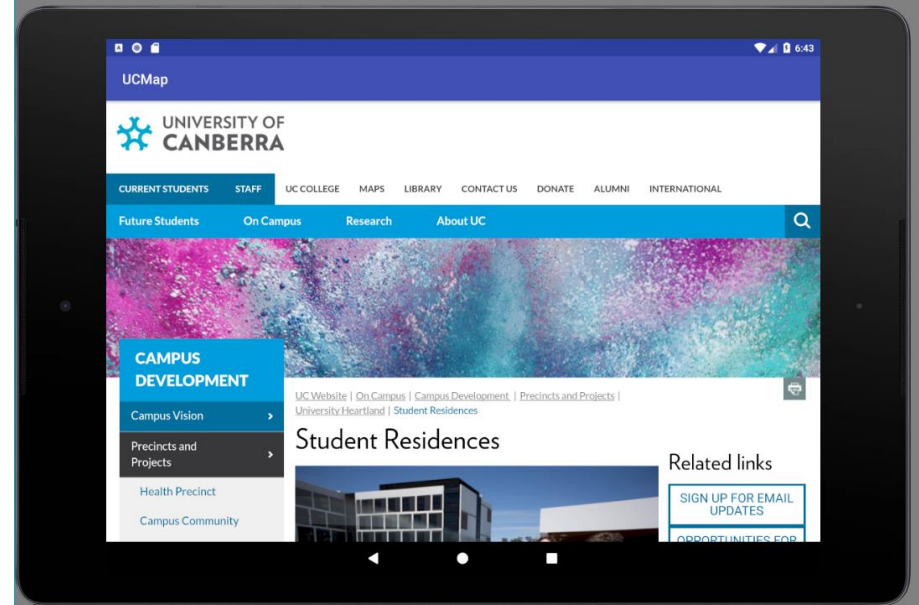 6:43
UCMap
UNIVERSITY OF
CANBERRA
CURRENT STUDENTS STAFF UC COLLEGE MAPS LIBRARY CONTACT US DONATE ALUMNI INTERNATIONAL
Future Students On Campus Research About UC
CAMPUS
DEVELOPMENT
Campus Vision
Precincts and
Projects
Health Precinct
Campus Community
UC Website | On Campus | Campus Development | Precincts and Projects |
University Heartland | Student Residences
Student Residences
Related links
SIGN UP FOR EMAIL
UPDATES
OPPORTUNITIES FOR